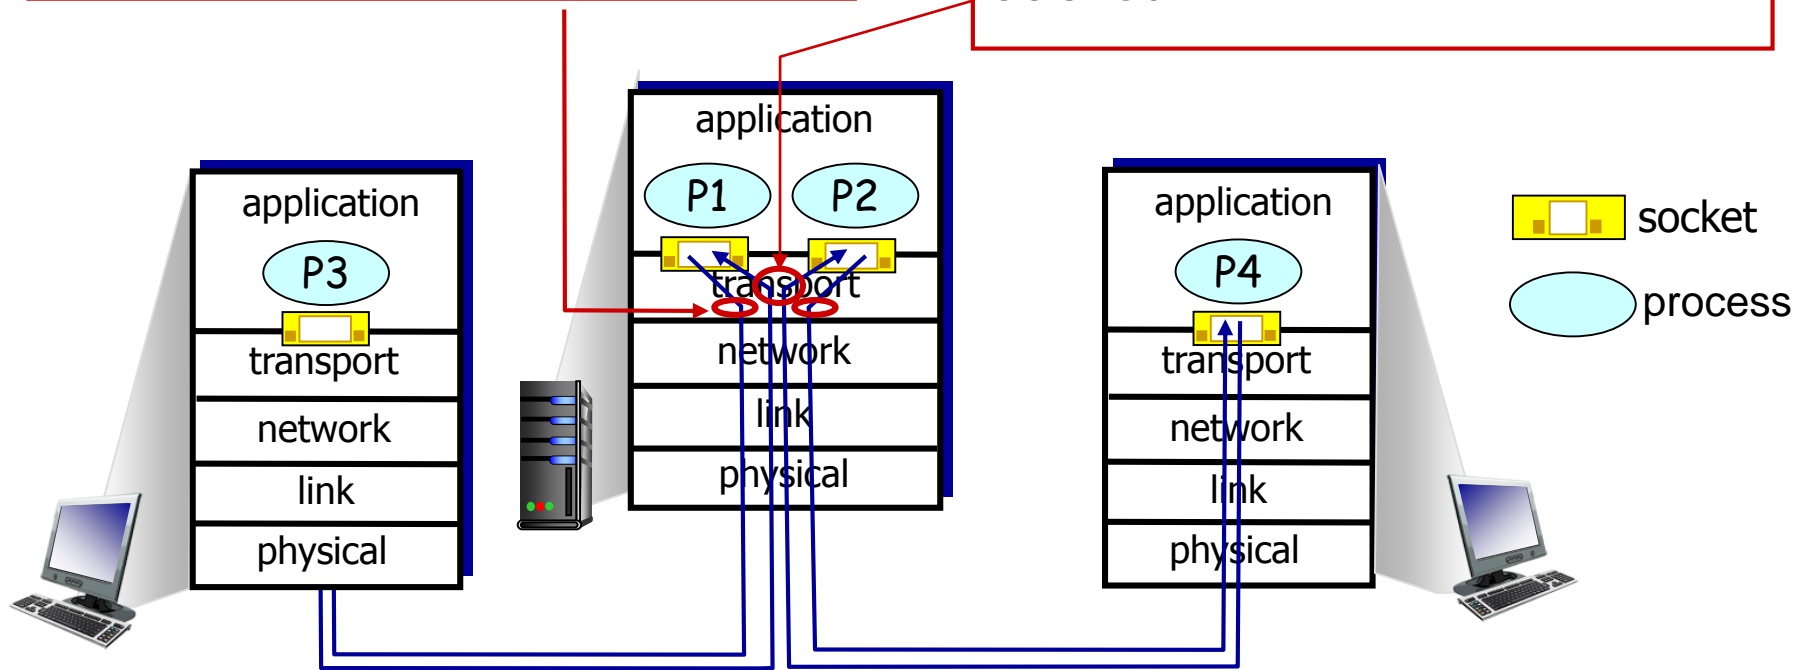 application
P1
P2
transport
network
link
physical
application
P3
transport
network
link
physical
application
P4
transport
network
link
physical
socket
process